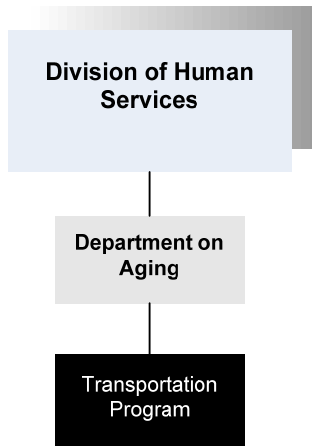 Division of Human
Services
Department on
Aging
Transportation
Program